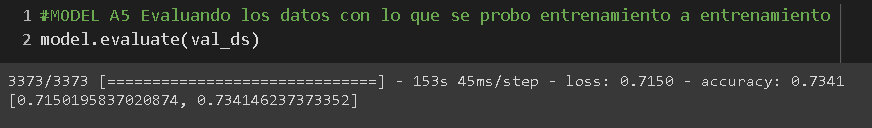 1 #MODEL A5 Evaluando los datos con lo que se probo entrenamiento a entrenamiento
2 model.evaluate(val_ds)
3373/3373 [==============================] - 153s 45ms/step - loss: 0.7150 - accuracy: 0.7341
[0.7150195837020874, 0.734146237373352]